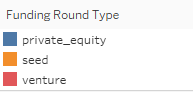 Funding Round Type
private_equity
seed
venture